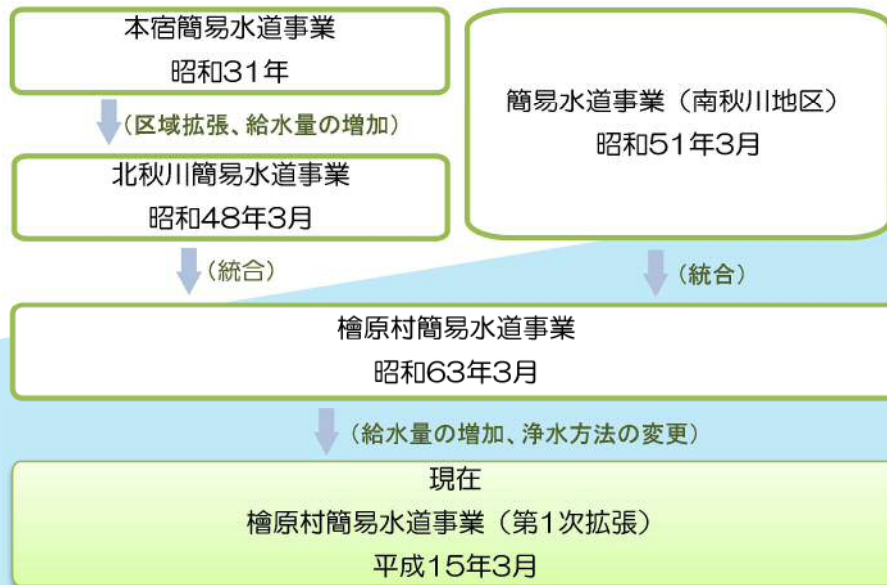 本宿簡易水道事業
昭和31年
(区域拡張、給水量の増加)
北秋川簡易水道事業
昭和48年3月
(統合)
簡易水道事業（南秋川地区）
昭和51年3月
(統合)
檜原村簡易水道事業
昭和63年3月
(給水量の増加、浄水方法の変更)
現在
檜原村簡易水道事業（第1次拡張）
平成15年3月